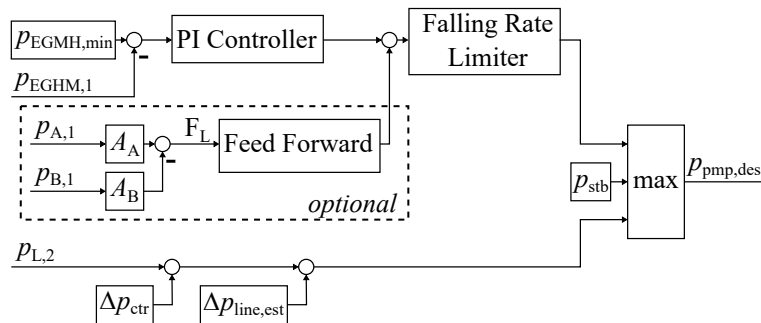 p_EGMH,min
PI Controller
Falling Rate
Limiter
-
p_EGHM,1
p_A,1
A_A
F_L
Feed Forward
-
p_B,1
A_B
optional
p_stb
max
p_pmp,des
p_L,2
Δp_ctr
Δp_line,est